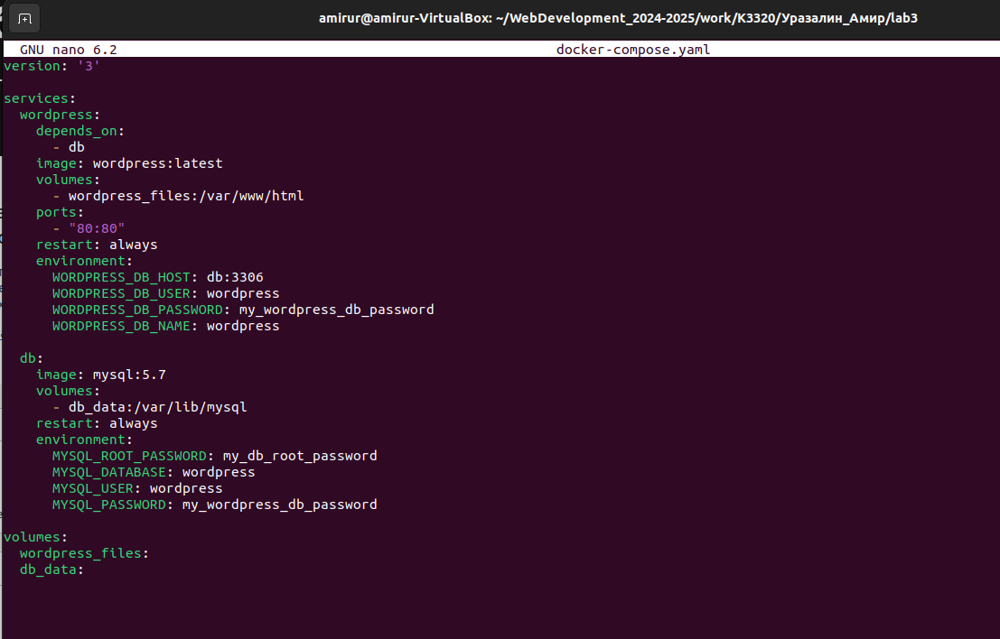 amirur@amirur-VirtualBox: ~/WebDevelopment_2024-2025/work/K3320/Уразалин_Амир/lab3
GNU nano 6.2 docker-compose.yaml
version: '3'

services:
  wordpress:
    depends_on:
      - db
    image: wordpress:latest
    volumes:
      - wordpress_files:/var/www/html
    ports:
      - "80:80"
    restart: always
    environment:
      WORDPRESS_DB_HOST: db:3306
      WORDPRESS_DB_USER: wordpress
      WORDPRESS_DB_PASSWORD: my_wordpress_db_password
      WORDPRESS_DB_NAME: wordpress

  db:
    image: mysql:5.7
    volumes:
      - db_data:/var/lib/mysql
    restart: always
    environment:
      MYSQL_ROOT_PASSWORD: my_db_root_password
      MYSQL_DATABASE: wordpress
      MYSQL_USER: wordpress
      MYSQL_PASSWORD: my_wordpress_db_password

volumes:
  wordpress_files:
  db_data: